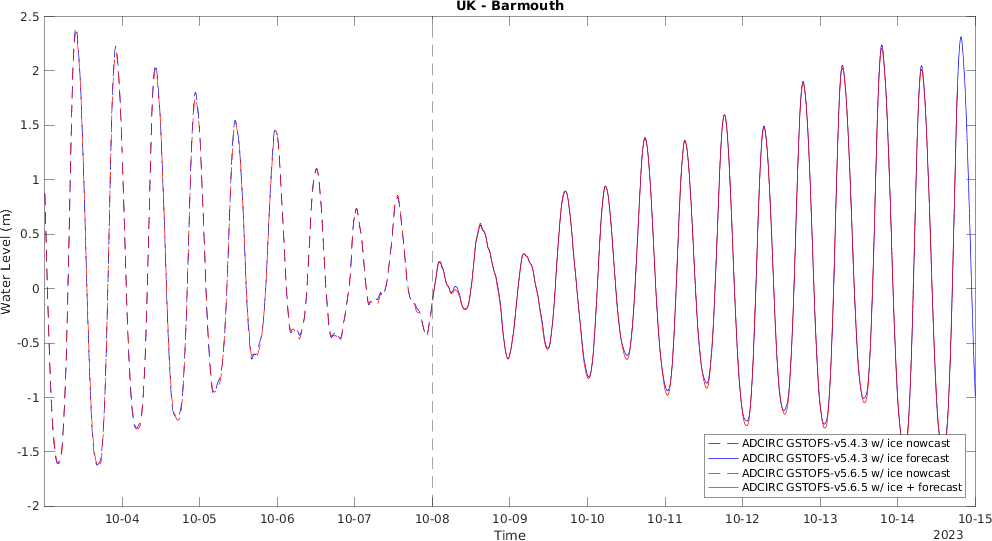 UK - Barmouth
2.5
2
1.5
1
0.5
0
-0.5
-1
-1.5
-2
Water Level (m)
ADCIRC GSTOFS-v5.4.3 w/ ice nowcast
ADCIRC GSTOFS-v5.4.3 w/ ice forecast
ADCIRC GSTOFS-v5.6.5 w/ ice nowcast
ADCIRC GSTOFS-v5.6.5 w/ ice + forecast
10-04 10-05 10-06 10-07 10-08 10-09 10-10 10-11 10-12 10-13 10-14 10-15
Time
2023